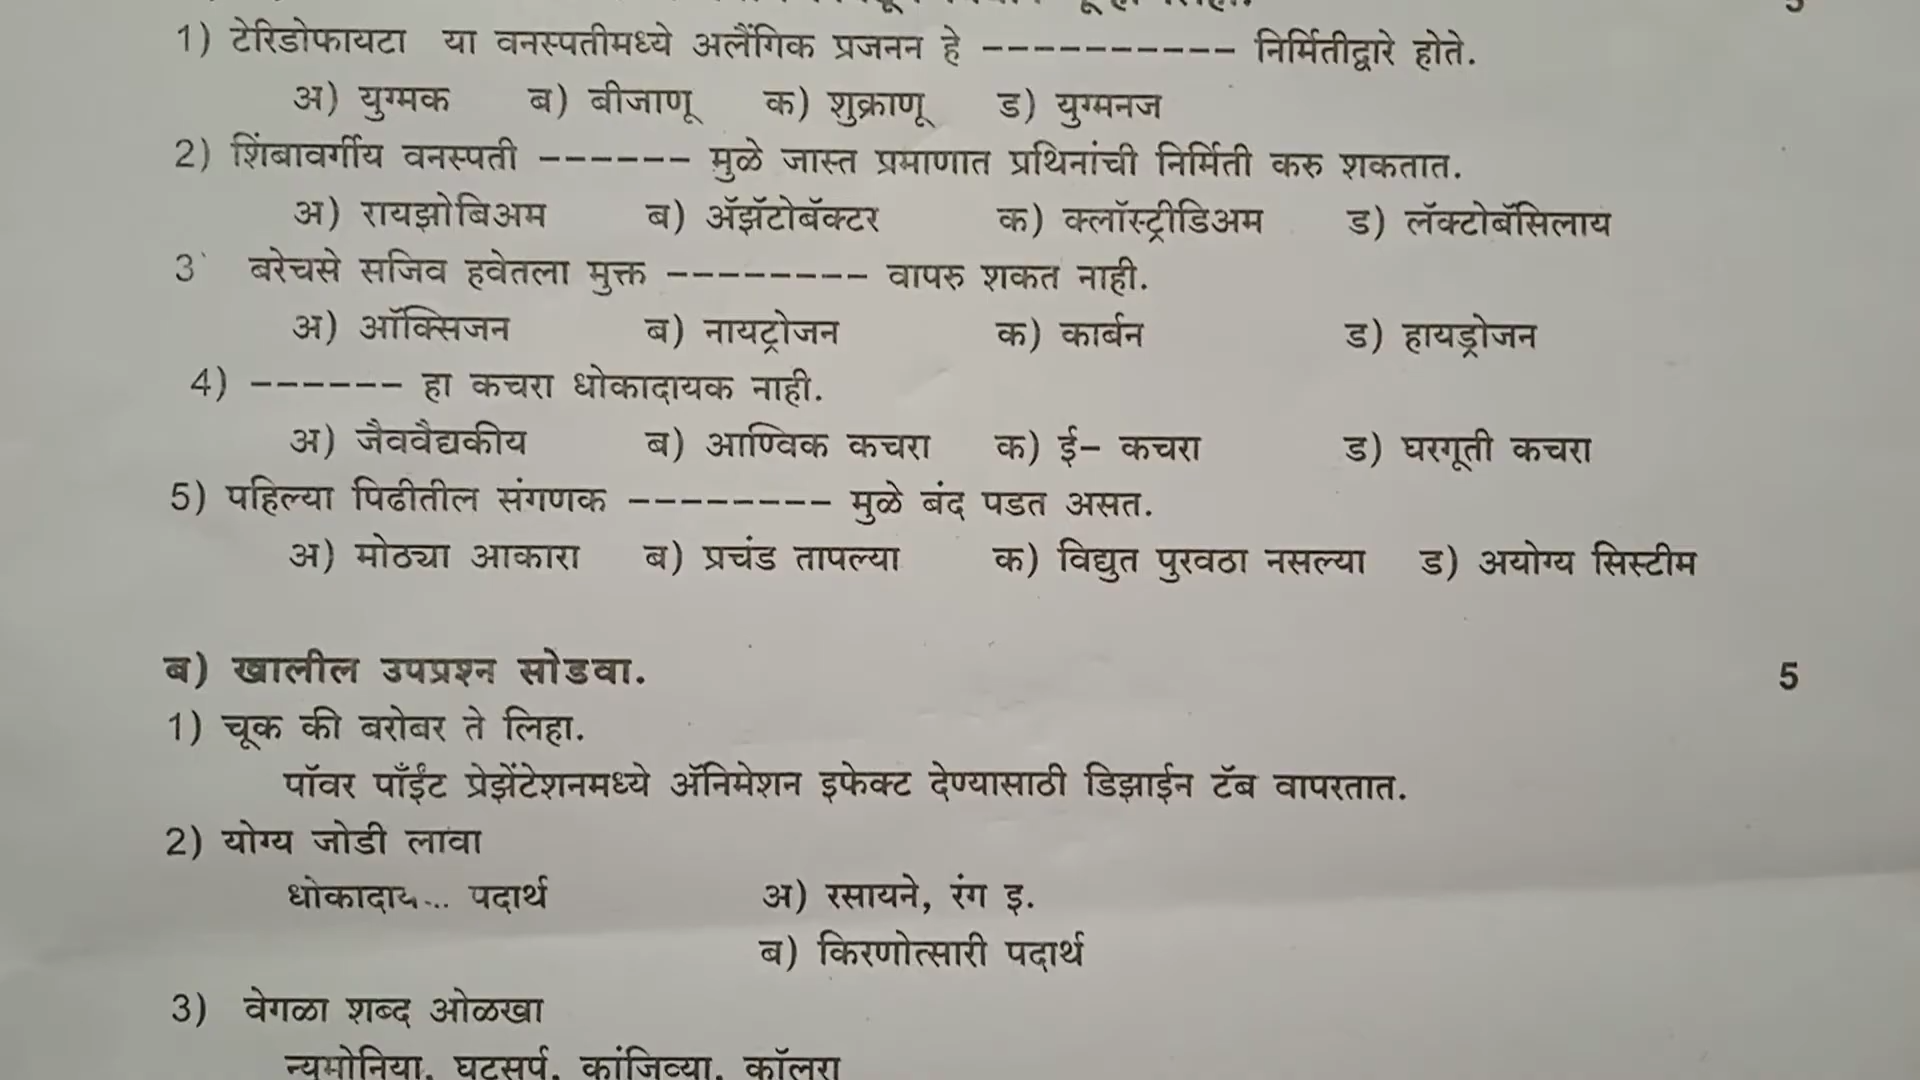 1) टेरिडोफायटा या वनस्पतीमध्ये अलैंगिक प्रजनन हे ---------- निर्मितीद्वारे होते.
अ) युग्मक ब) बीजाणू क) शुक्राणू ड) युग्मनज
2) शिंबावर्गीय वनस्पती ------ मुळे जास्त प्रमाणात प्रथिनांची निर्मिती करु शकतात.
अ) रायझोबिअम ब) ॲझॅटोबॅक्टर क) क्लॉस्ट्रीडिअम ड) लॅक्टोबॅसिलाय
3 बरेचसे सजिव हवेतला मुक्त -------- वापरु शकत नाही.
अ) ऑक्सिजन ब) नायट्रोजन क) कार्बन ड) हायड्रोजन
4) ------ हा कचरा धोकादायक नाही.
अ) जैववैद्यकीय ब) आण्विक कचरा क) ई- कचरा ड) घरगूती कचरा
5) पहिल्या पिढीतील संगणक -------- मुळे बंद पडत असत.
अ) मोठ्या आकारा ब) प्रचंड तापल्या क) विद्युत पुरवठा नसल्या ड) अयोग्य सिस्टीम
ब) खालील उपप्रश्न सोडवा. 5
1) चूक की बरोबर ते लिहा.
पॉवर पाँईंट प्रेझेंटेशनमध्ये ॲनिमेशन इफेक्ट देण्यासाठी डिझाईन टॅब वापरतात.
2) योग्य जोडी लावा
पदार्थ अ) रसायने, रंग इ.
ब) किरणोत्सारी पदार्थ
3) वेगळा शब्द ओळखा
न्यूमोनिया, घटसर्प, कांजिण्या, कॉलरा